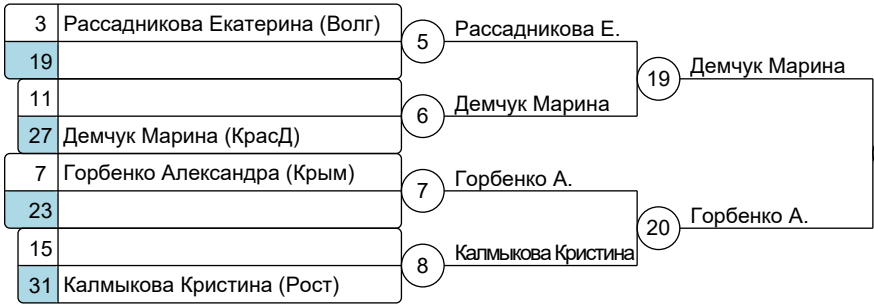 3 Рассадникова Екатерина (Волг)
19
5 Рассадникова Е.
11
27 Демчук Марина (КрасД)
6 Демчук Марина
19 Демчук Марина
7 Горбенко Александра (Крым)
23
7 Горбенко А.
15
31 Калмыкова Кристина (Рост)
8 Калмыкова Кристина
20 Горбенко А.